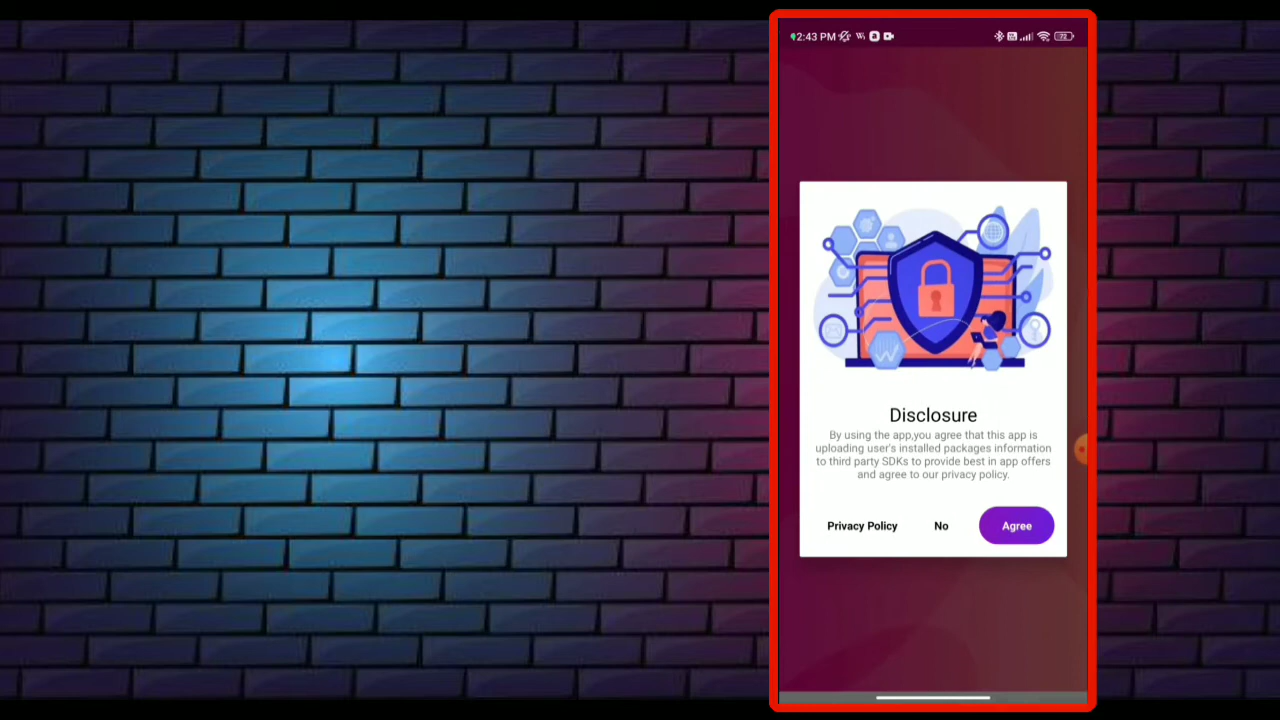 2:43 PM
72
Disclosure
By using the app,you agree that this app is
uploading user's installed packages information
to third party SDKs to provide best in app offers
and agree to our privacy policy.
Privacy Policy No Agree